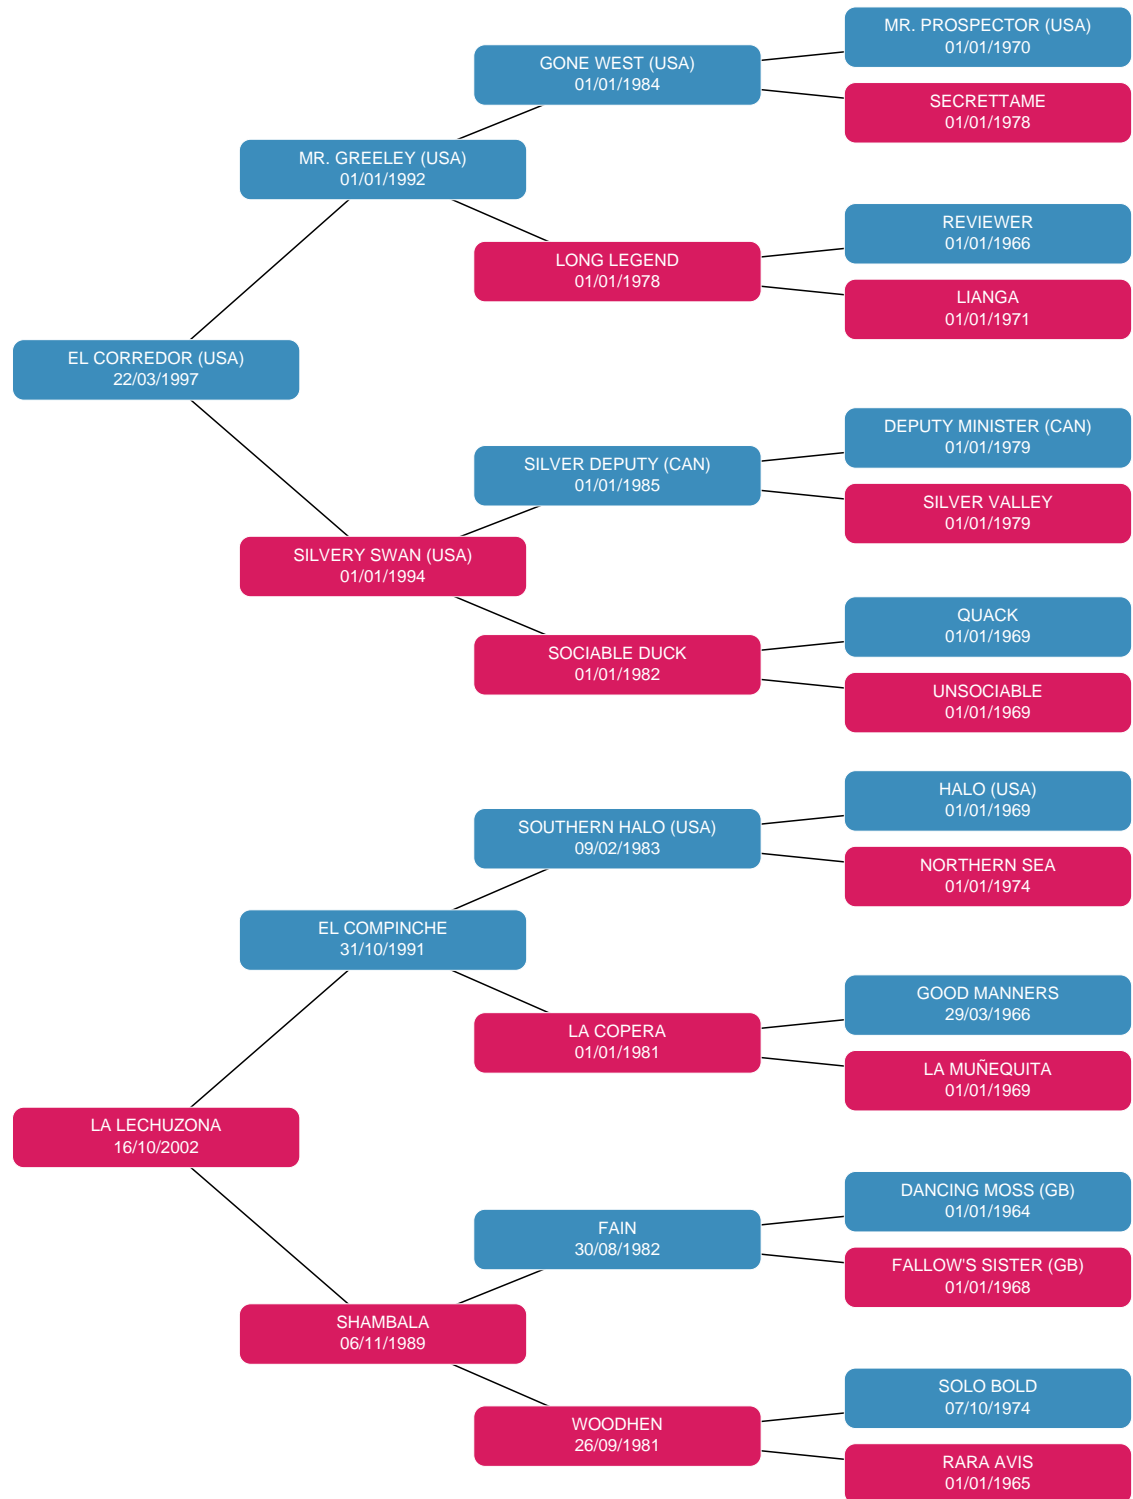 MR. PROSPECTOR (USA)
01/01/1970
GONE WEST (USA)
01/01/1984
SECRETTAME
01/01/1978
MR. GREELEY (USA)
01/01/1992
REVIEWER
01/01/1966
LONG LEGEND
01/01/1978
LIANGA
01/01/1971
EL CORREDOR (USA)
22/03/1997
DEPUTY MINISTER (CAN)
01/01/1979
SILVER DEPUTY (CAN)
01/01/1985
SILVER VALLEY
01/01/1979
SILVERY SWAN (USA)
01/01/1994
QUACK
01/01/1969
SOCIABLE DUCK
01/01/1982
UNSOCIABLE
01/01/1969
HALO (USA)
01/01/1969
SOUTHERN HALO (USA)
09/02/1983
NORTHERN SEA
01/01/1974
EL COMPINCHE
31/10/1991
GOOD MANNERS
29/03/1966
LA COPERA
01/01/1981
LA MUÑEQUITA
01/01/1969
LA LECHUZONA
16/10/2002
DANCING MOSS (GB)
01/01/1964
FAIN
30/08/1982
FALLOW'S SISTER (GB)
01/01/1968
SHAMBALA
06/11/1989
SOLO BOLD
07/10/1974
WOODHEN
26/09/1981
RARA AVIS
01/01/1965